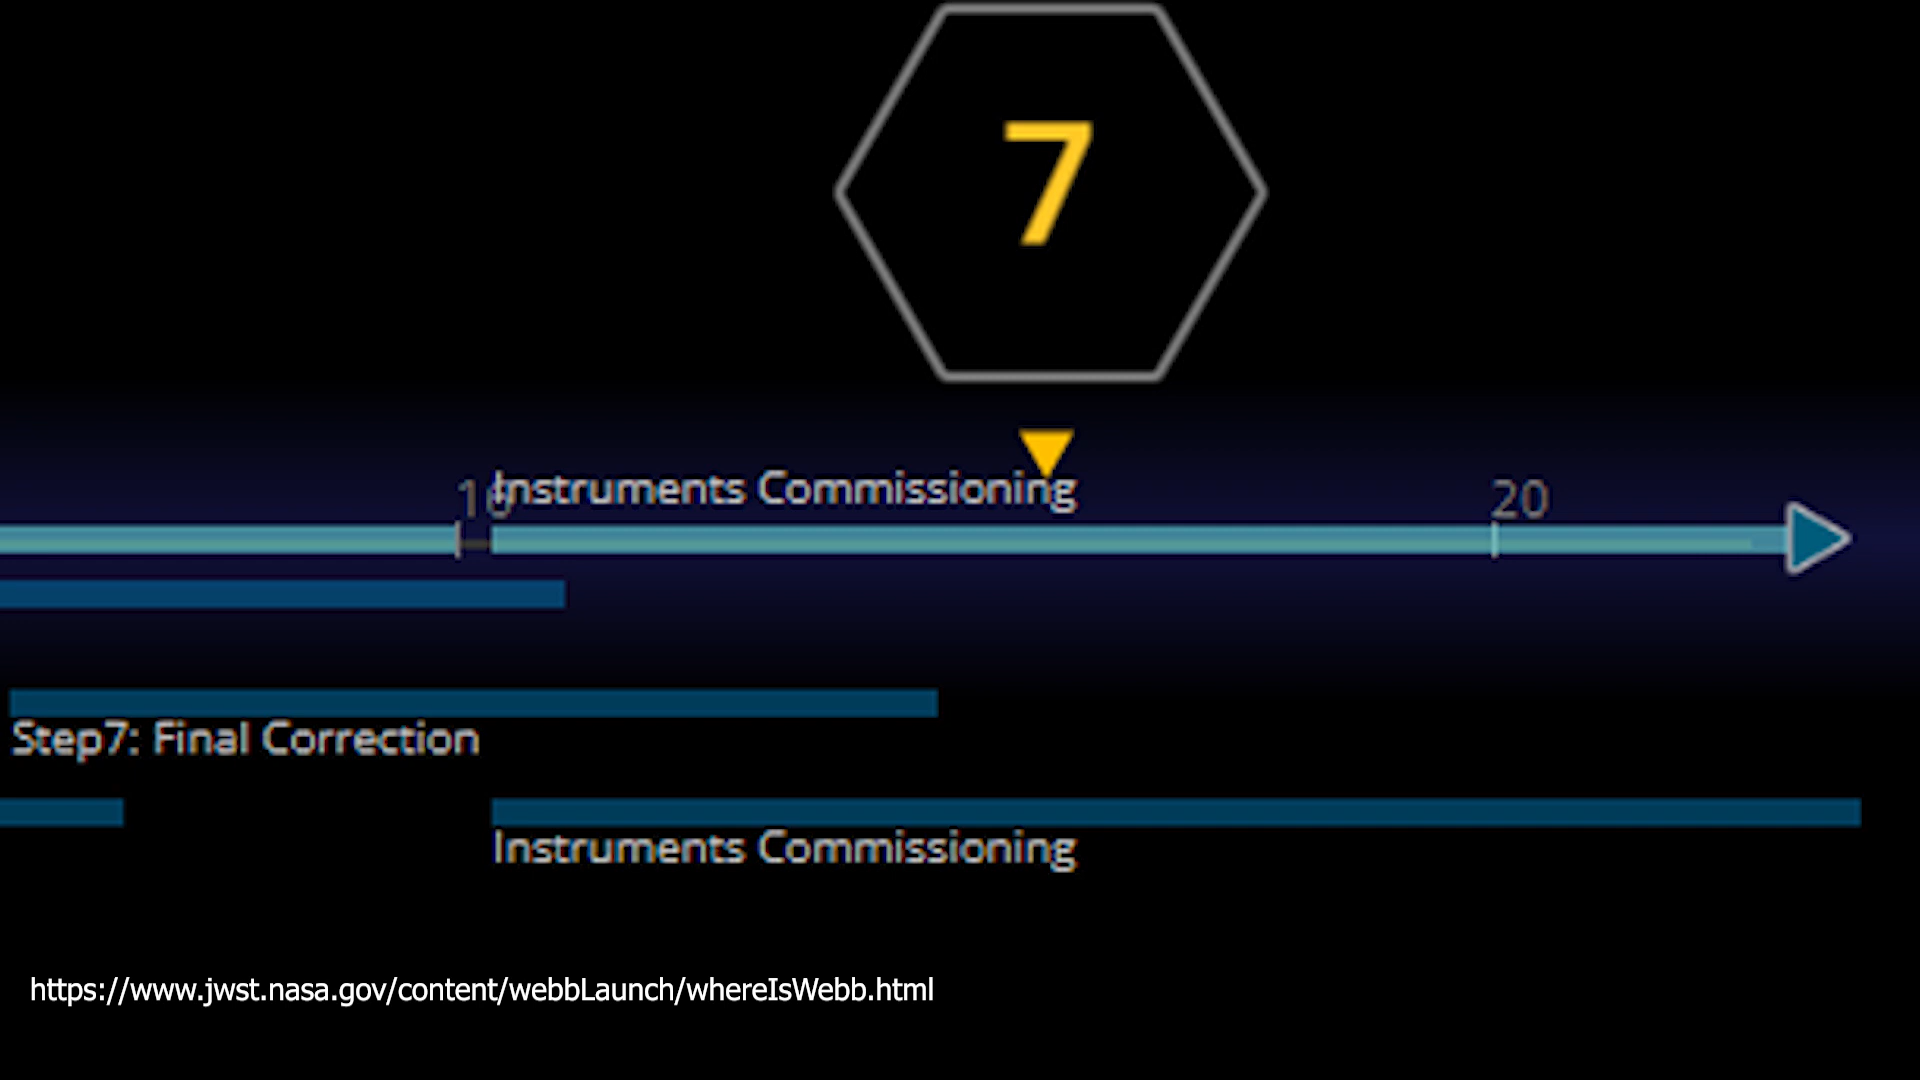 7
Instruments Commissioning
20
Step7: Final Correction
Instruments Commissioning
https://www.jwst.nasa.gov/content/webbLaunch/whereIsWebb.html